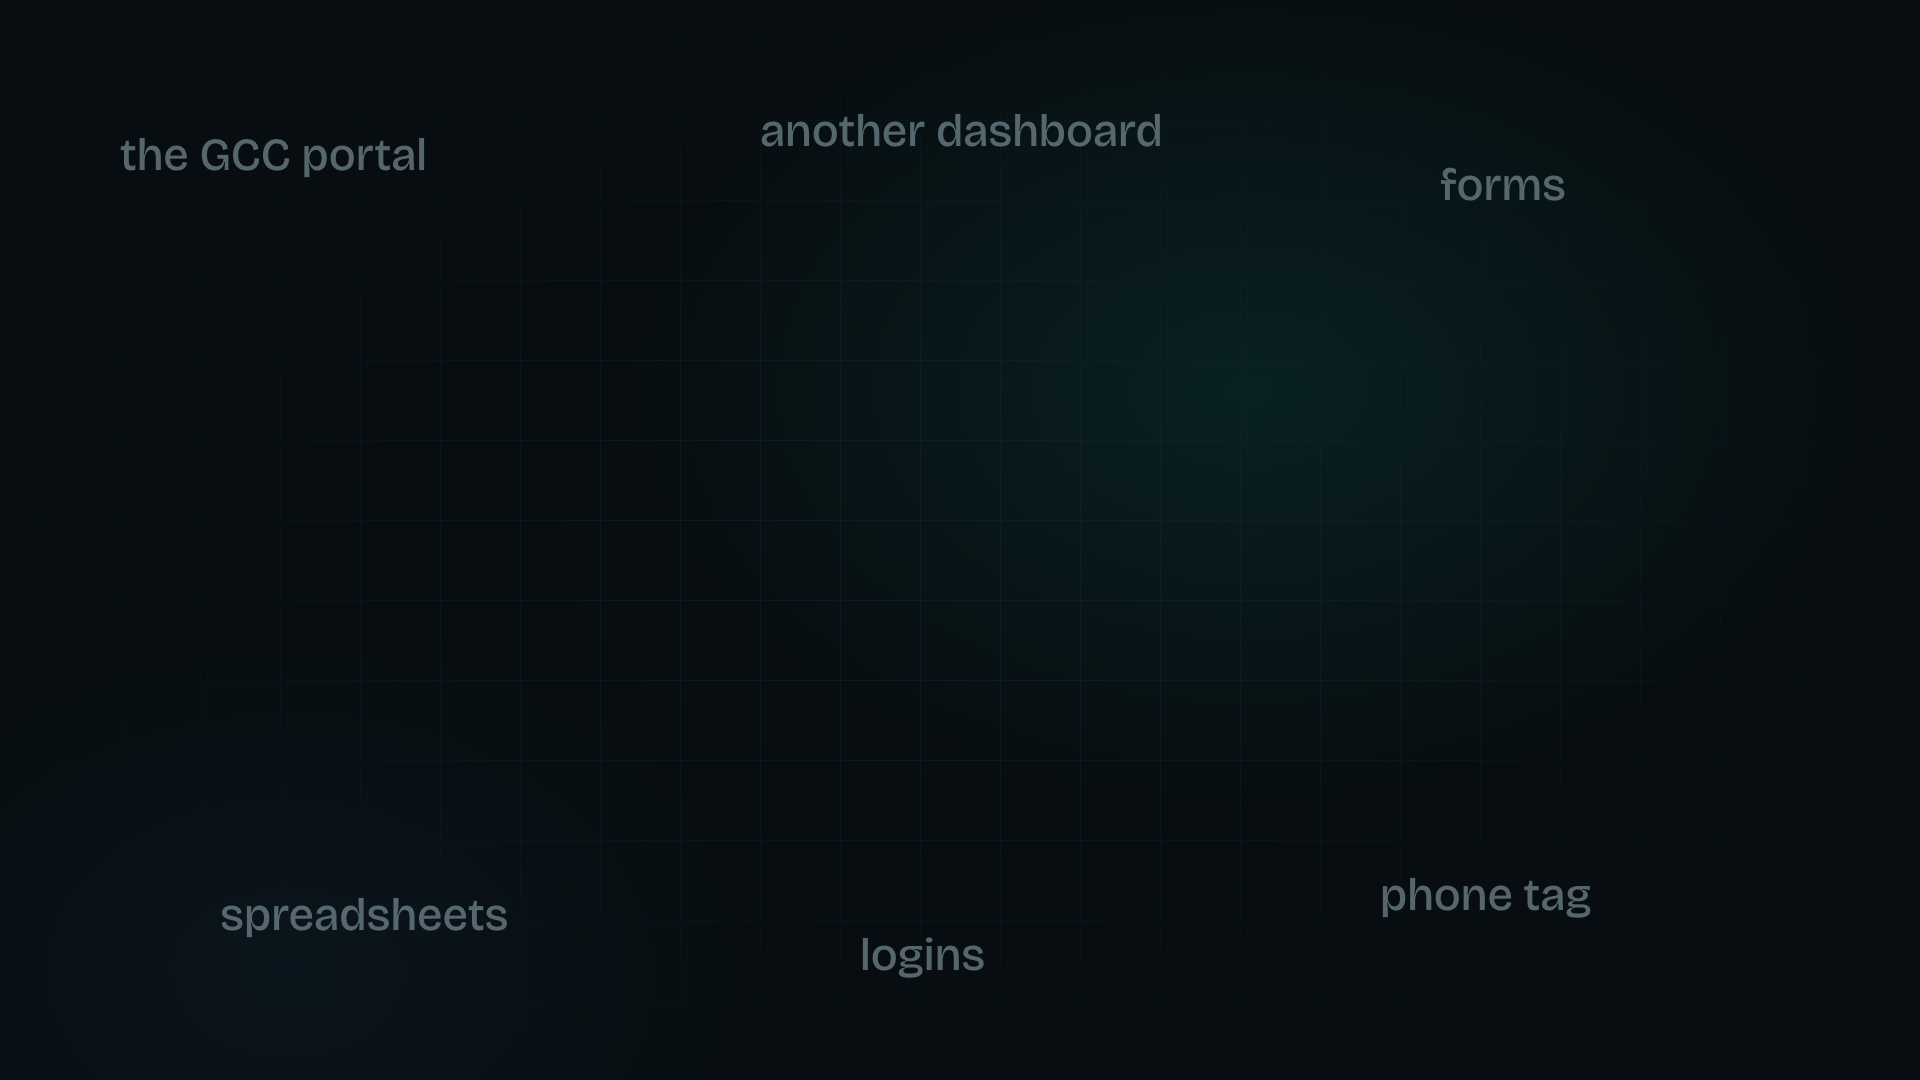 the GCC portal
another dashboard
forms
spreadsheets
logins
phone tag